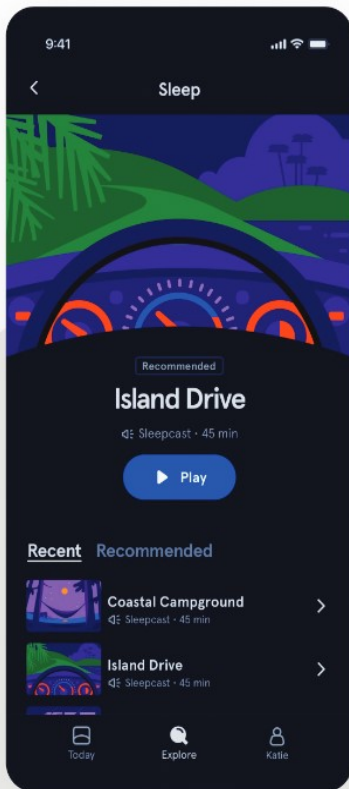 9:41
Sleep
Recommended
Island Drive
Sleepcast • 45 min
Play
Recent Recommended
Coastal Campground
Sleepcast • 45 min
Island Drive
Sleepcast • 45 min
Today Explore Katie